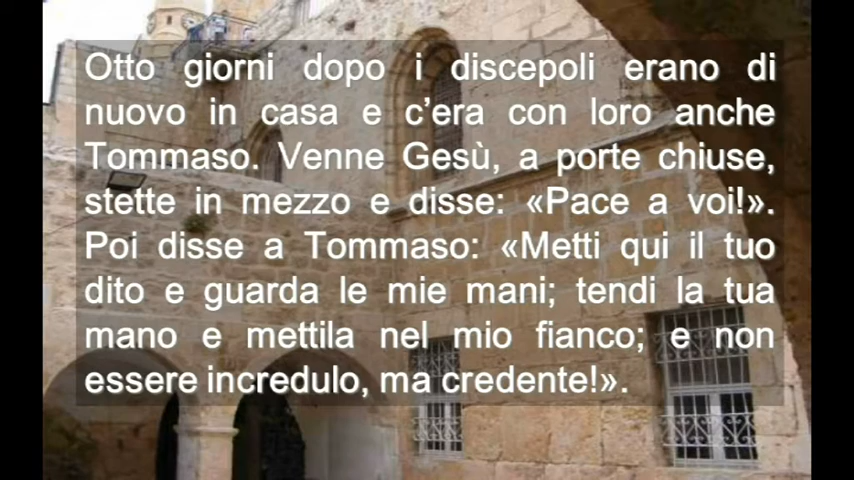 Otto giorni dopo i discepoli erano di
nuovo in casa e c’era con loro anche
Tommaso. Venne Gesù, a porte chiuse,
stette in mezzo e disse: «Pace a voi!».
Poi disse a Tommaso: «Metti qui il tuo
dito e guarda le mie mani; tendi la tua
mano e mettila nel mio fianco; e non
essere incredulo, ma credente!».